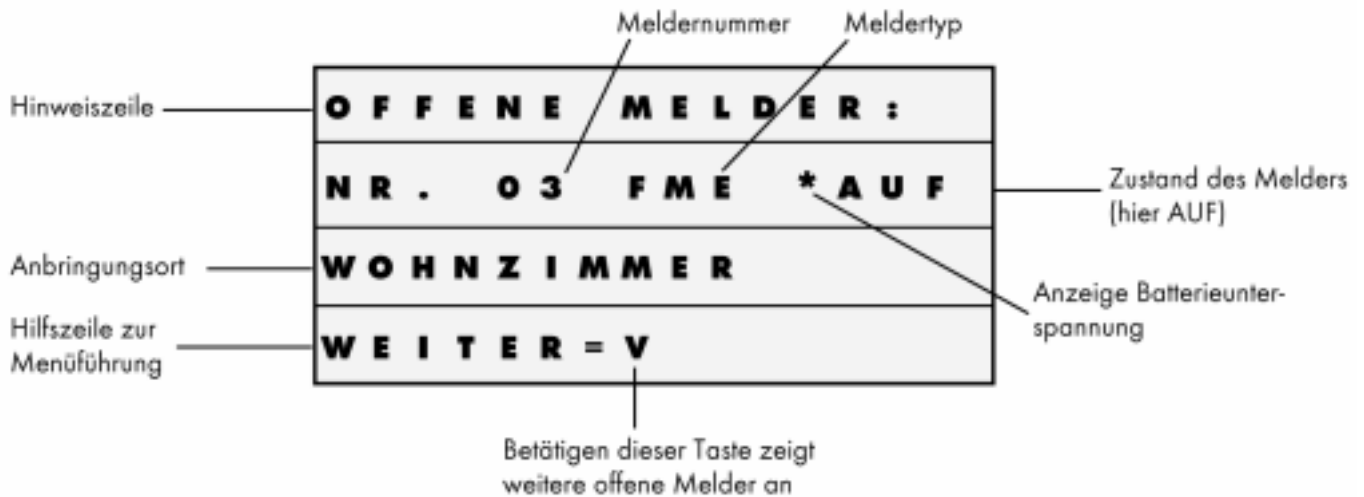 Meldernummer Meldertyp
Hinweiszeile OFFENE MELDER:
NR. 03 FME *AUF Zustand des Melders
(hier AUF)
Anbringungsort WOHNZIMMER
Anzeige Batterieunter-
spannung
Hilfszeile zur
Menüführung WEITER=V
Betätigen dieser Taste zeigt
weitere offene Melder an